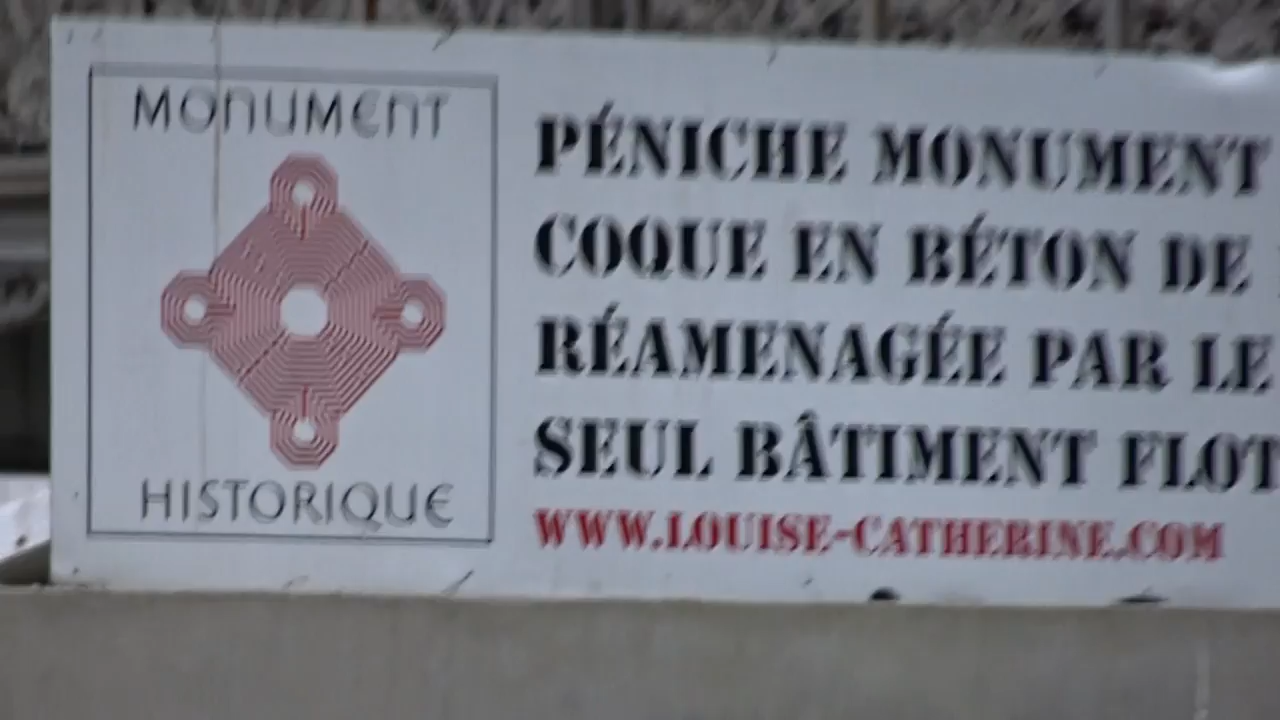 MONUMENT
HISTORIQUE
PÉNICHE MONUMENT
COQUE EN BÉTON DE
RÉAMENAGÉE PAR LE
SEUL BÂTIMENT FLOT
WWW.LOUISE-CATHERINE.COM